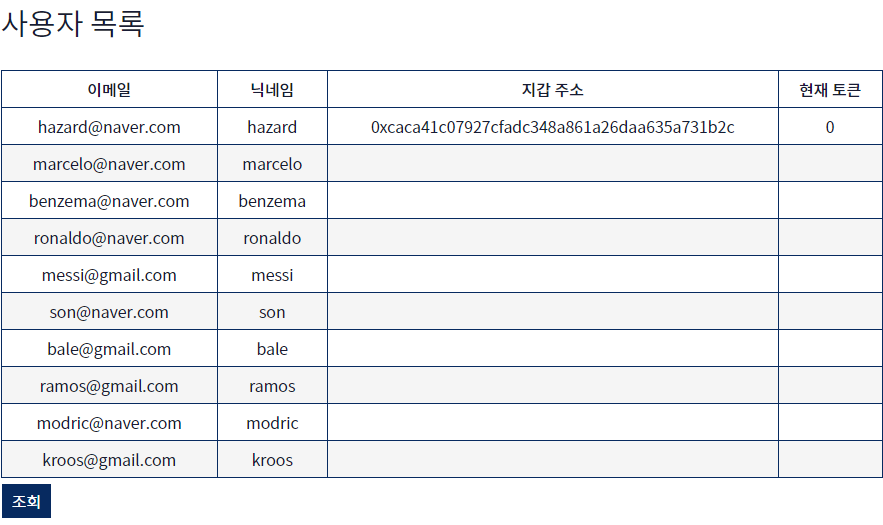 사용자 목록
이메일 닉네임 지갑 주소 현재 토큰
hazard@naver.com hazard 0xcaca41c07927cfadc348a861a26daa635a731b2c 0
marcelo@naver.com marcelo
benzema@naver.com benzema
ronaldo@naver.com ronaldo
messi@gmail.com messi
son@naver.com son
bale@gmail.com bale
ramos@gmail.com ramos
modric@naver.com modric
kroos@gmail.com kroos
조회